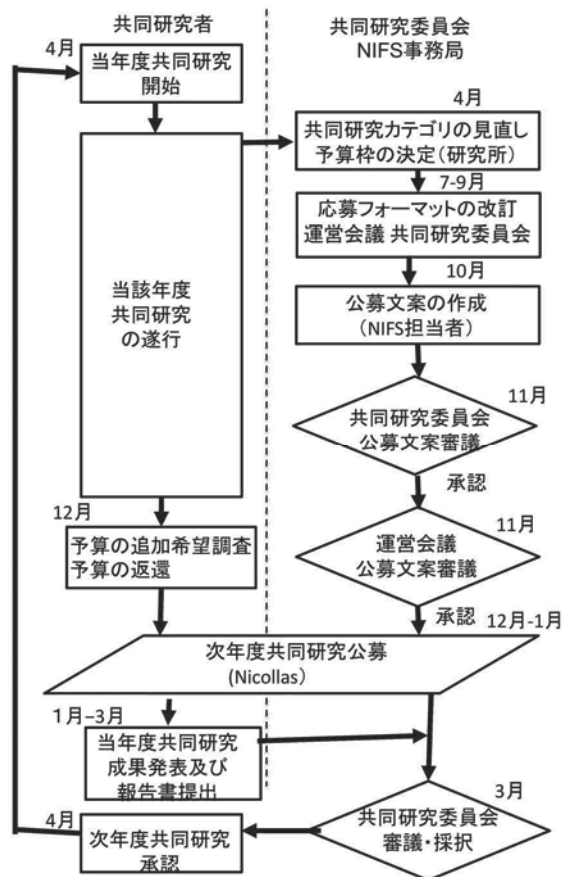 共同研究者
共同研究委員会
NIFS事務局
4月
当年度共同研究
開始
4月
共同研究カテゴリの見直し
予算枠の決定(研究所)
7-9月
応募フォーマットの改訂
運営会議 共同研究委員会
10月
公募文案の作成
(NIFS担当者)
当該年度
共同研究
の遂行
11月
共同研究委員会
公募文案審議
承認
12月
予算の追加希望調査
予算の返還
11月
運営会議
公募文案審議
承認
12月-1月
次年度共同研究公募
(Nicollas)
1月-3月
当年度共同研究
成果発表及び
報告書提出
3月
共同研究委員会
審議・採択
4月
次年度共同研究
承認